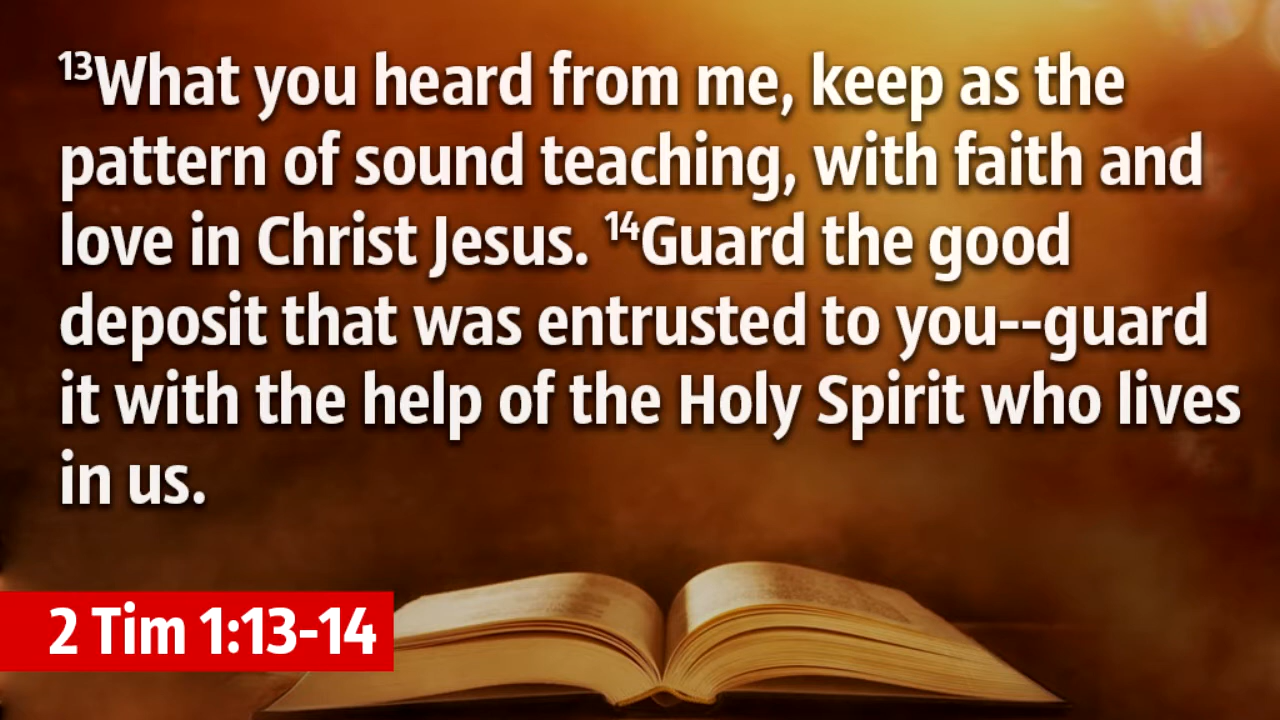 ¹³What you heard from me, keep as the
pattern of sound teaching, with faith and
love in Christ Jesus. ¹⁴Guard the good
deposit that was entrusted to you--guard
it with the help of the Holy Spirit who lives
in us.
2 Tim 1:13-14